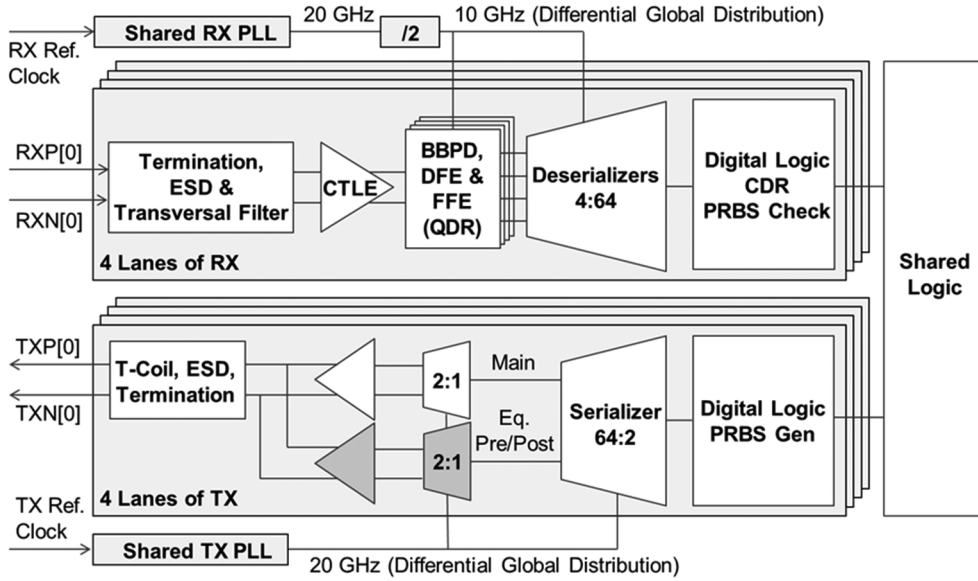 20 GHz
10 GHz (Differential Global Distribution)
Shared RX PLL
/2
RX Ref.
Clock
RXP[0]
RXN[0]
Termination,
ESD &
Transversal Filter
CTLE
BBPD,
DFE &
FFE
(QDR)
Deserializers
4:64
Digital Logic
CDR
PRBS Check
4 Lanes of RX
Shared
Logic
TXP[0]
TXN[0]
T-Coil, ESD,
Termination
2:1
Main
Eq.
Pre/Post
2:1
Serializer
64:2
Digital Logic
PRBS Gen
4 Lanes of TX
TX Ref.
Clock
Shared TX PLL
20 GHz (Differential Global Distribution)